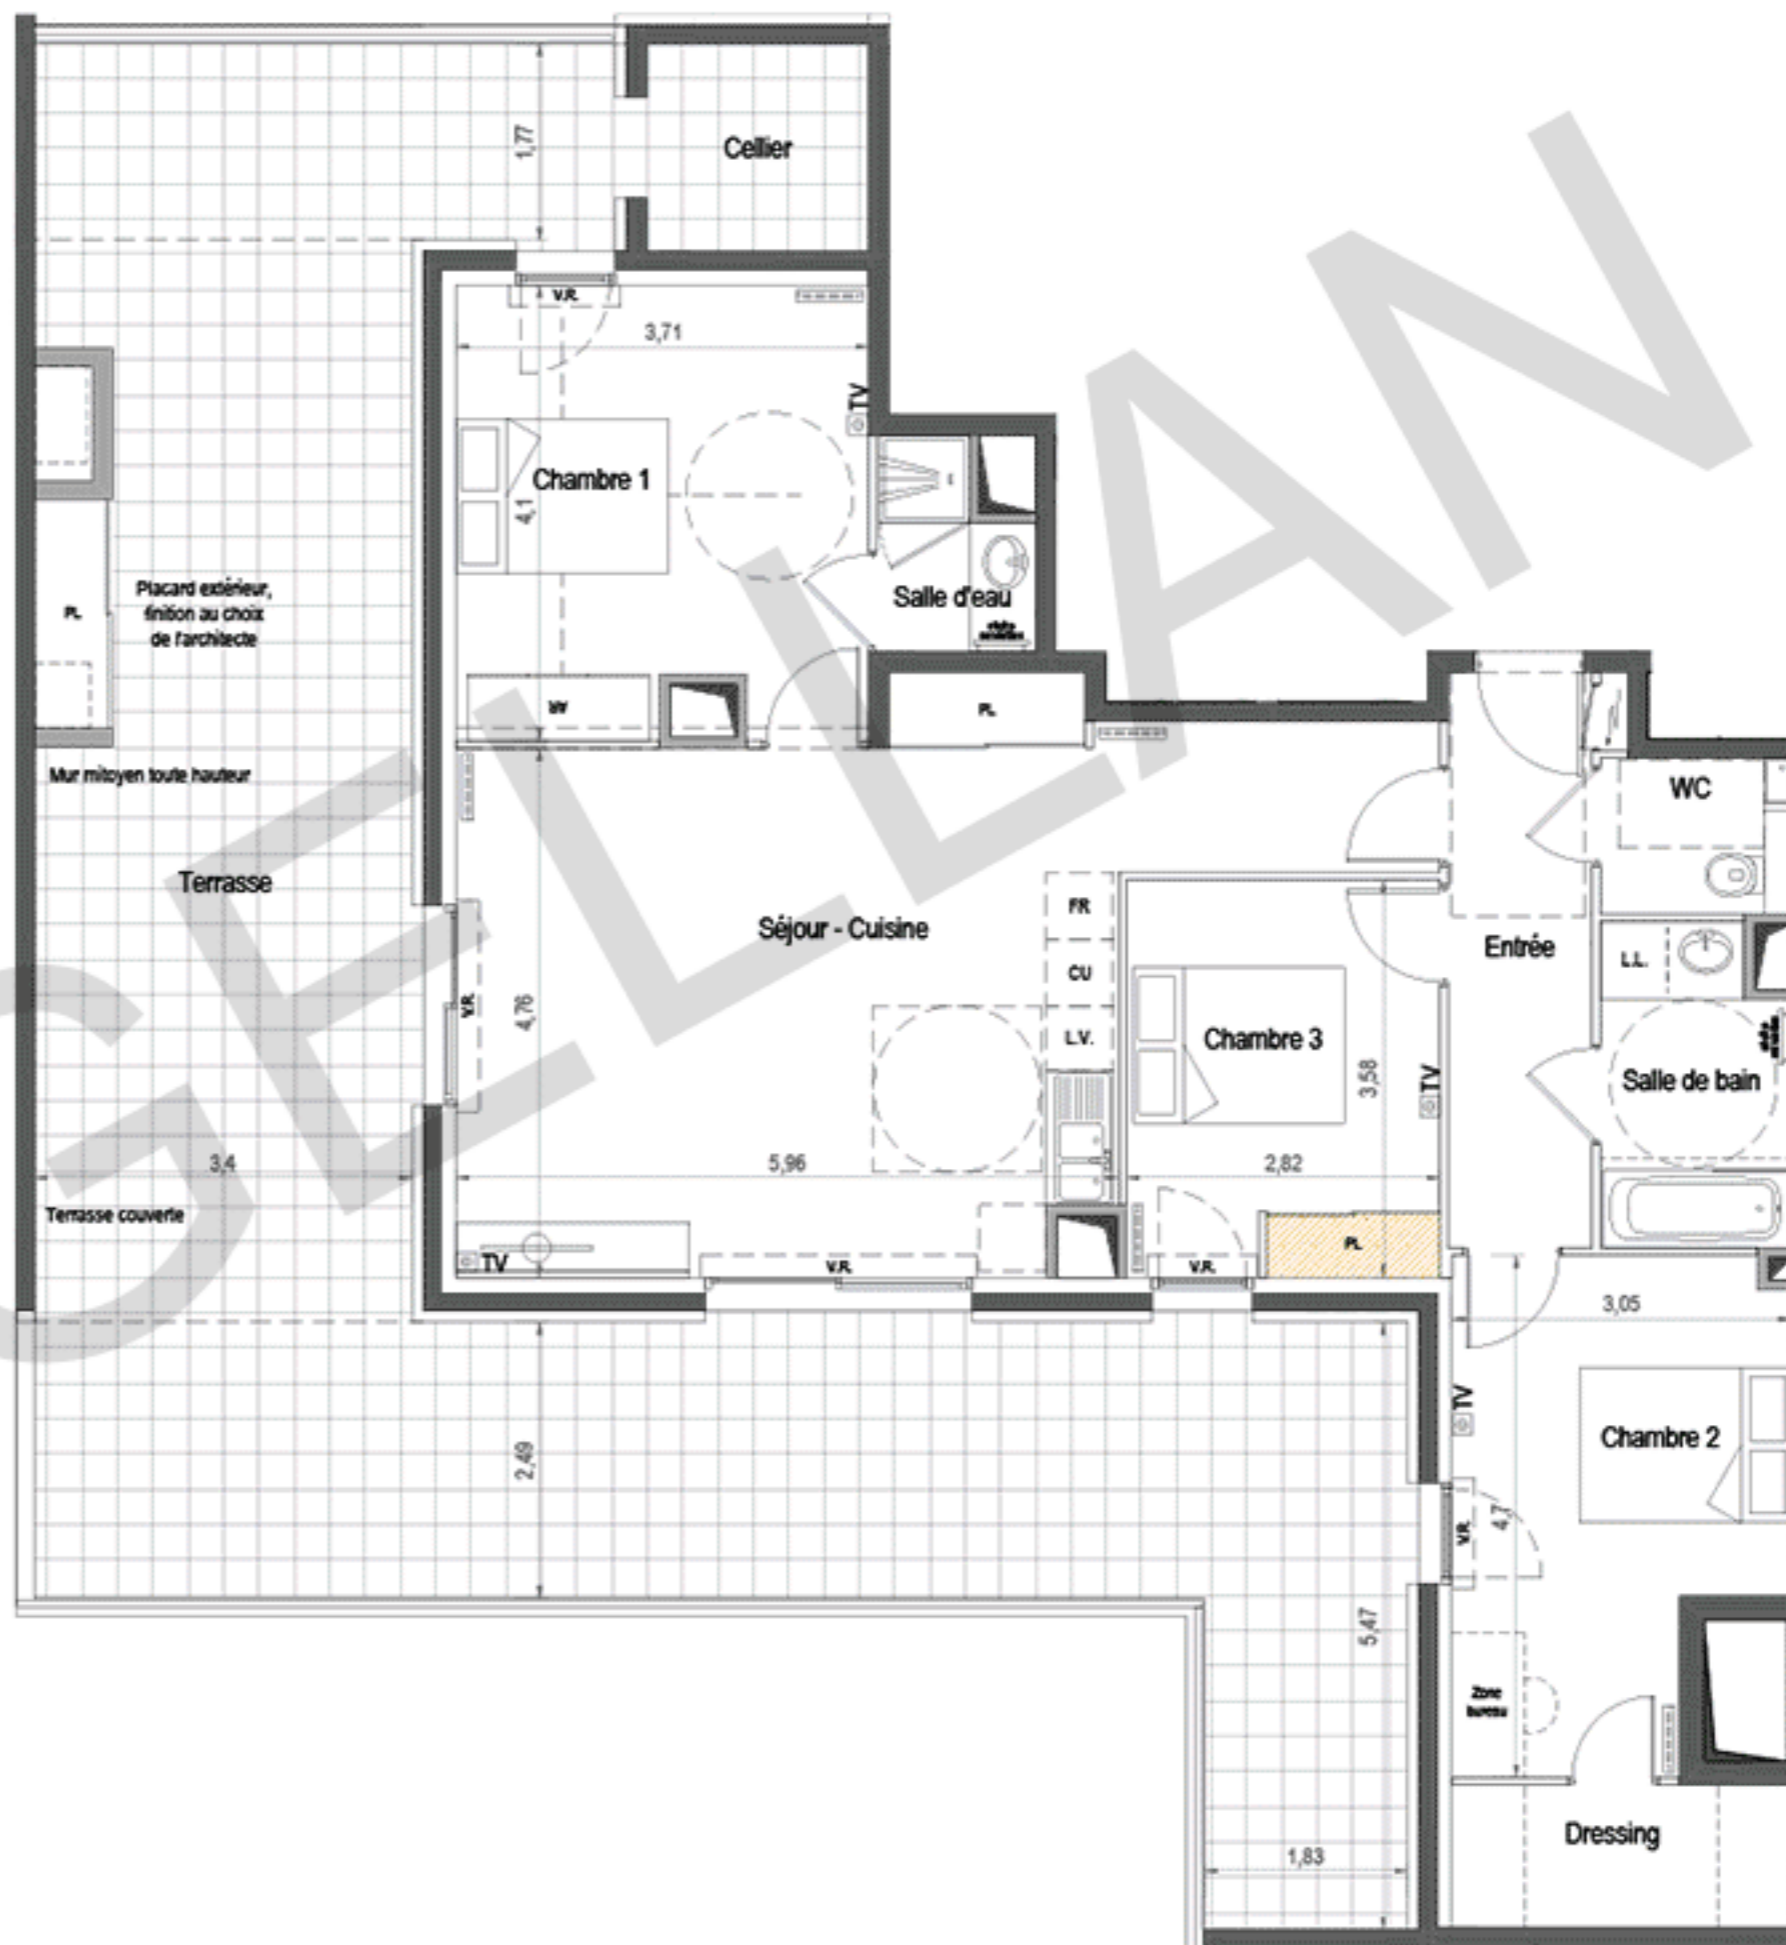 1,77
Cellier
V.R.
3,71
TV
Chambre 1
4,1
Placard extérieur,
finition au choix
de l'architecte
PL
Salle d'eau
PL
Mur mitoyen toute hauteur
WC
Terrasse
Séjour - Cuisine
FR
CU
L.V.
Entrée
L.L.
V.R.
4,76
Chambre 3
3,58
TV
Salle de bain
3,4
5,96
2,82
Terrasse couverte
TV
V.R.
V.R.
PL
3,05
2,49
TV
Chambre 2
V.R.
4,7
5,47
Zone
bureau
1,83
Dressing
GELLAN